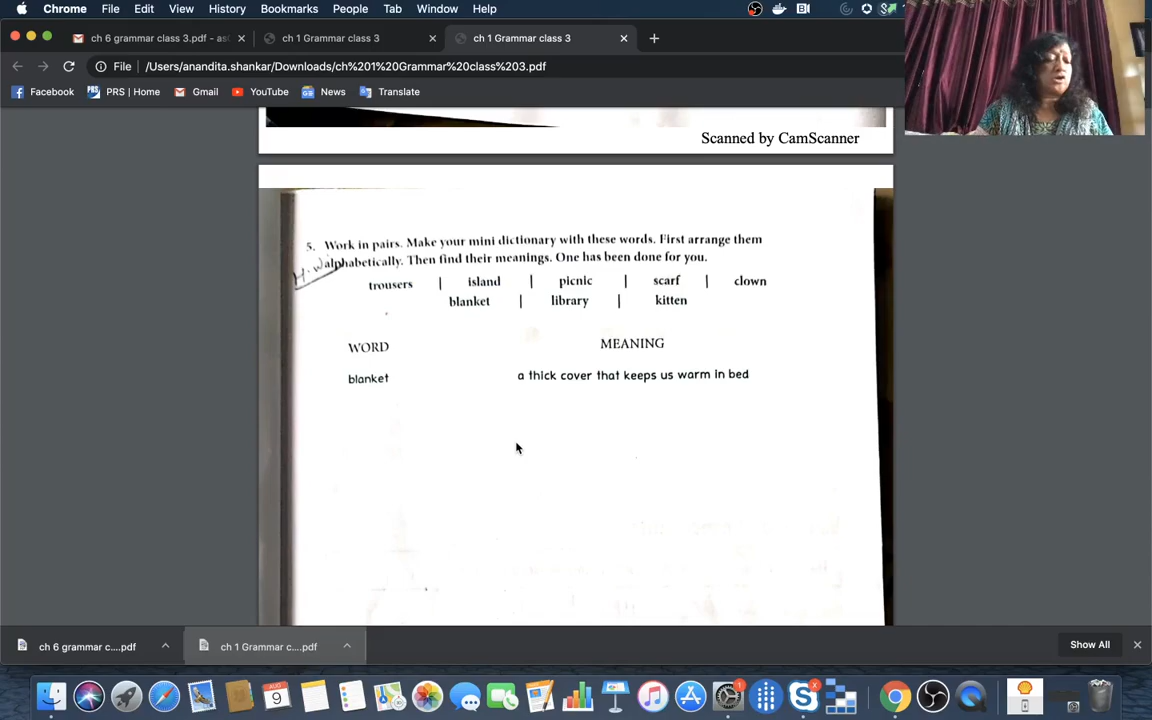 Chrome File Edit View History Bookmarks People Tab Window Help
ch 6 grammar class 3.pdf - as ch 1 Grammar class 3 ch 1 Grammar class 3
File /Users/anandita.shankar/Downloads/ch%201%20Grammar%20class%203.pdf
Facebook PRS | Home Gmail YouTube News Translate
Scanned by CamScanner
5. Work in pairs. Make your mini dictionary with these words. First arrange them
H.W alphabetically. Then find their meanings. One has been done for you.
trousers | island | picnic | scarf | clown
blanket | library | kitten
WORD MEANING
blanket a thick cover that keeps us warm in bed
ch 6 grammar c....pdf ch 1 Grammar c....pdf Show All
AUG
9 1